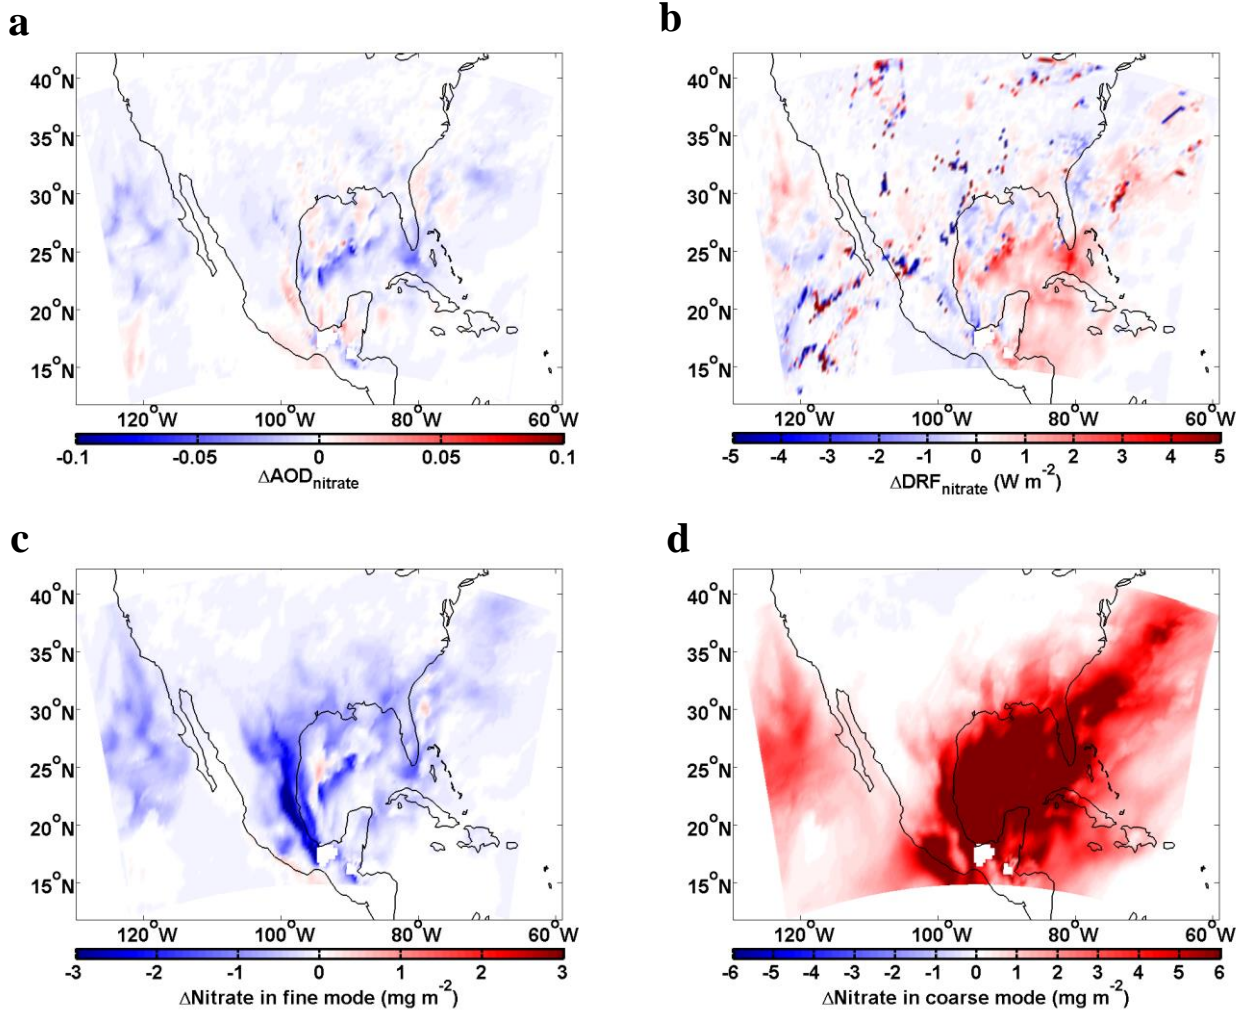 a
b
40°N
35°N
30°N
25°N
20°N
15°N
120°W
100°W
80°W
60°W
-0.1
-0.05
0
0.05
0.1
ΔAOD_nitrate
40°N
35°N
30°N
25°N
20°N
15°N
120°W
100°W
80°W
60°W
-5 -4 -3 -2 -1 0 1 2 3 4 5
ΔDRF_nitrate (W m^-2)
c
d
40°N
35°N
30°N
25°N
20°N
15°N
120°W
100°W
80°W
60°W
-3 -2 -1 0 1 2 3
ΔNitrate in fine mode (mg m^-2)
40°N
35°N
30°N
25°N
20°N
15°N
120°W
100°W
80°W
60°W
-6 -5 -4 -3 -2 -1 0 1 2 3 4 5 6
ΔNitrate in coarse mode (mg m^-2)